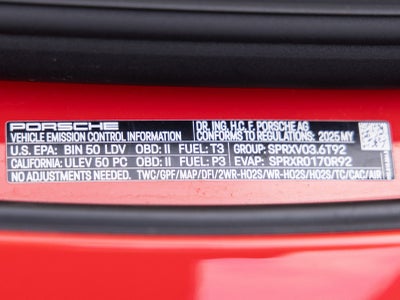 PORSCHE DR. ING. H.C. F. PORSCHE AG
VEHICLE EMISSION CONTROL INFORMATION CONFORMS TO REGULATIONS: 2025 MY
U.S. EPA: BIN 50 LDV OBD: II FUEL: T3 GROUP: SPRXV03.6T92
CALIFORNIA: ULEV 50 PC OBD: II FUEL: P3 EVAP: SPRXR0170R92
NO ADJUSTMENTS NEEDED. TWC/GPF/MAP/DFI/2WR-HO2S/WR-HO2S/HO2S/TC/CAC/AIR